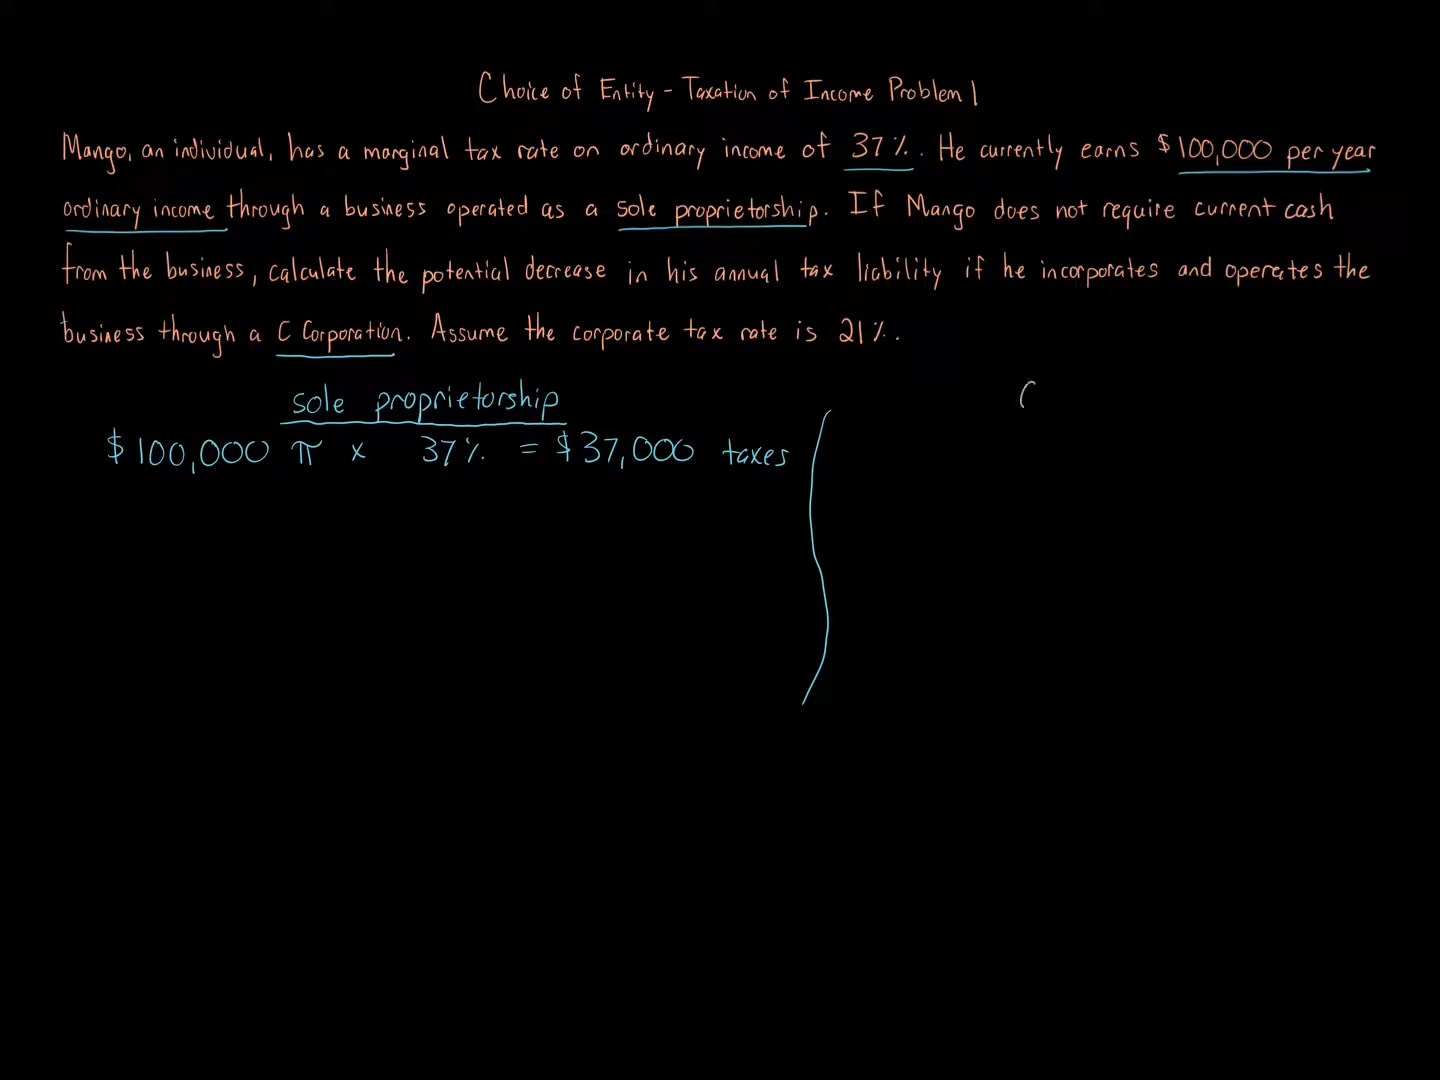 Choice of Entity - Taxation of Income Problem 1
Mango, an individual, has a marginal tax rate on ordinary income of 37%. He currently earns $100,000 per year
ordinary income through a business operated as a sole proprietorship. If Mango does not require current cash
from the business, calculate the potential decrease in his annual tax liability if he incorporates and operates the
business through a C Corporation. Assume the corporate tax rate is 21%.
sole proprietorship
$100,000 π x 37% = $37,000 taxes